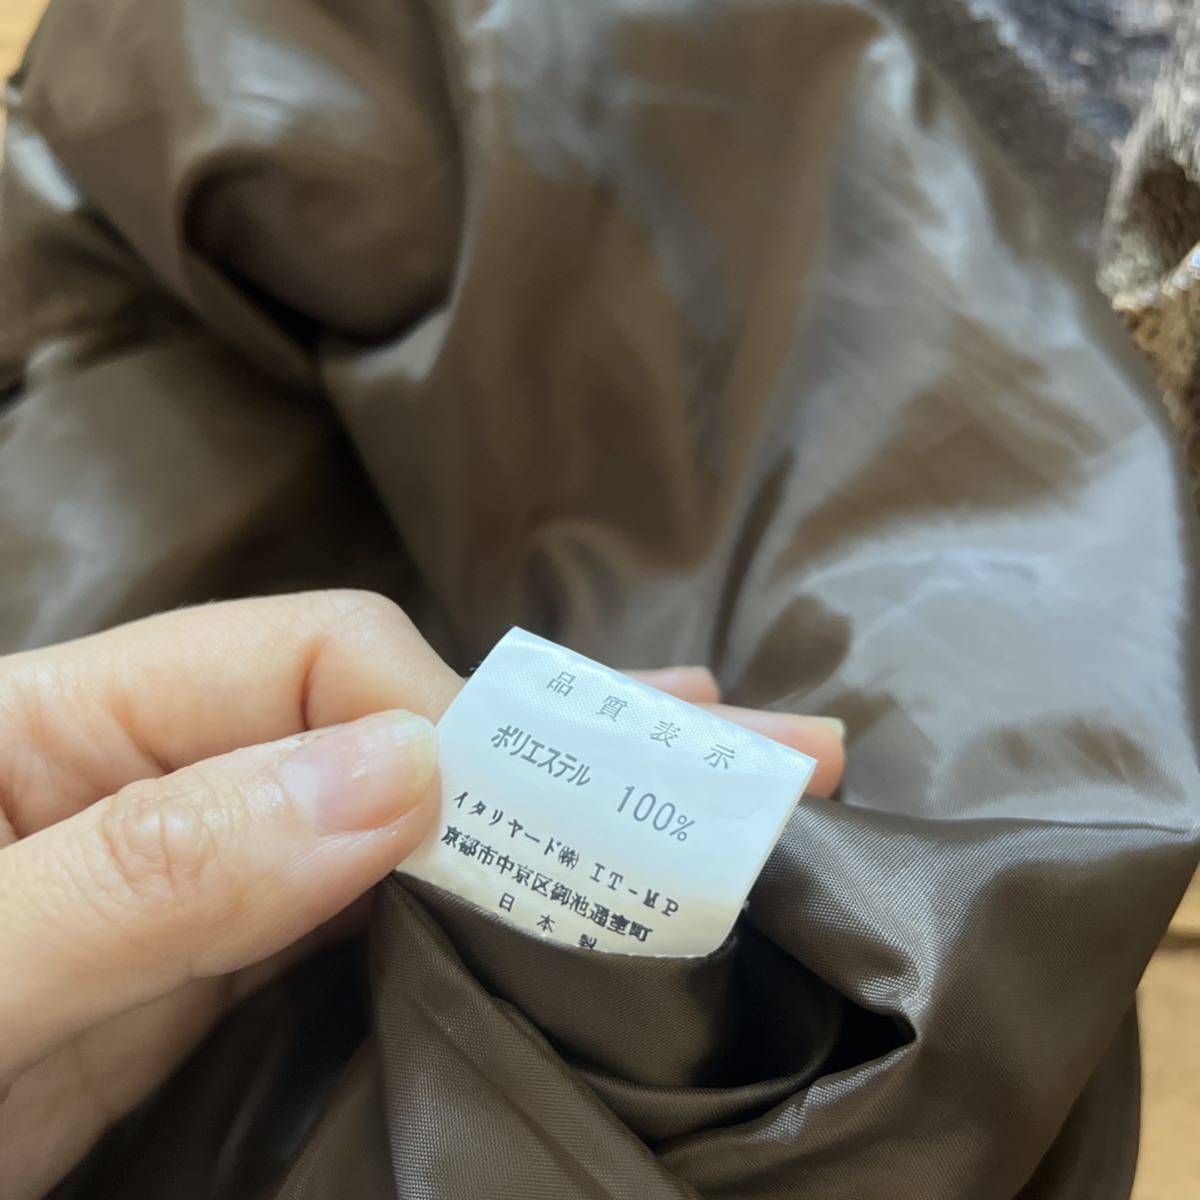 品質表示
ポリエステル 100%
イタリヤード㈱ IT-MP
京都市中京区御池通室町
日本製